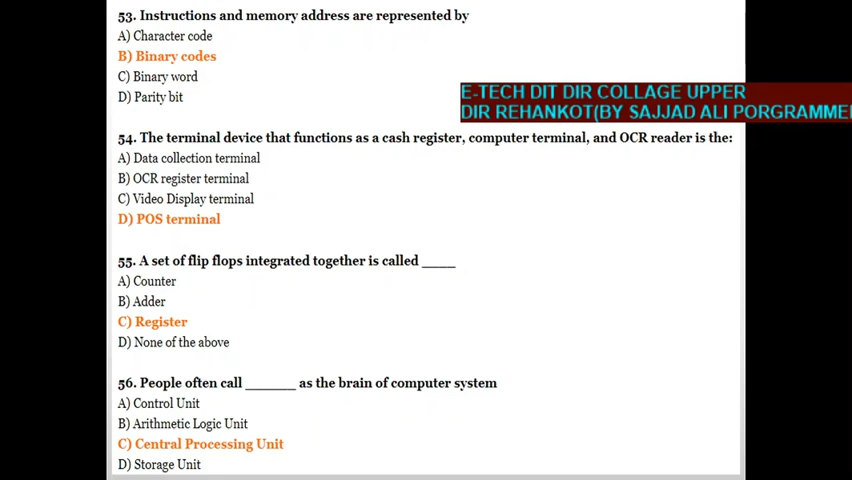 53. Instructions and memory address are represented by
A) Character code
B) Binary codes
C) Binary word
D) Parity bit
E-TECH DIT DIR COLLAGE UPPER
DIR REHANKOT(BY SAJJAD ALI PORGRAMME
54. The terminal device that functions as a cash register, computer terminal, and OCR reader is the:
A) Data collection terminal
B) OCR register terminal
C) Video Display terminal
D) POS terminal
55. A set of flip flops integrated together is called ____
A) Counter
B) Adder
C) Register
D) None of the above
56. People often call ______ as the brain of computer system
A) Control Unit
B) Arithmetic Logic Unit
C) Central Processing Unit
D) Storage Unit